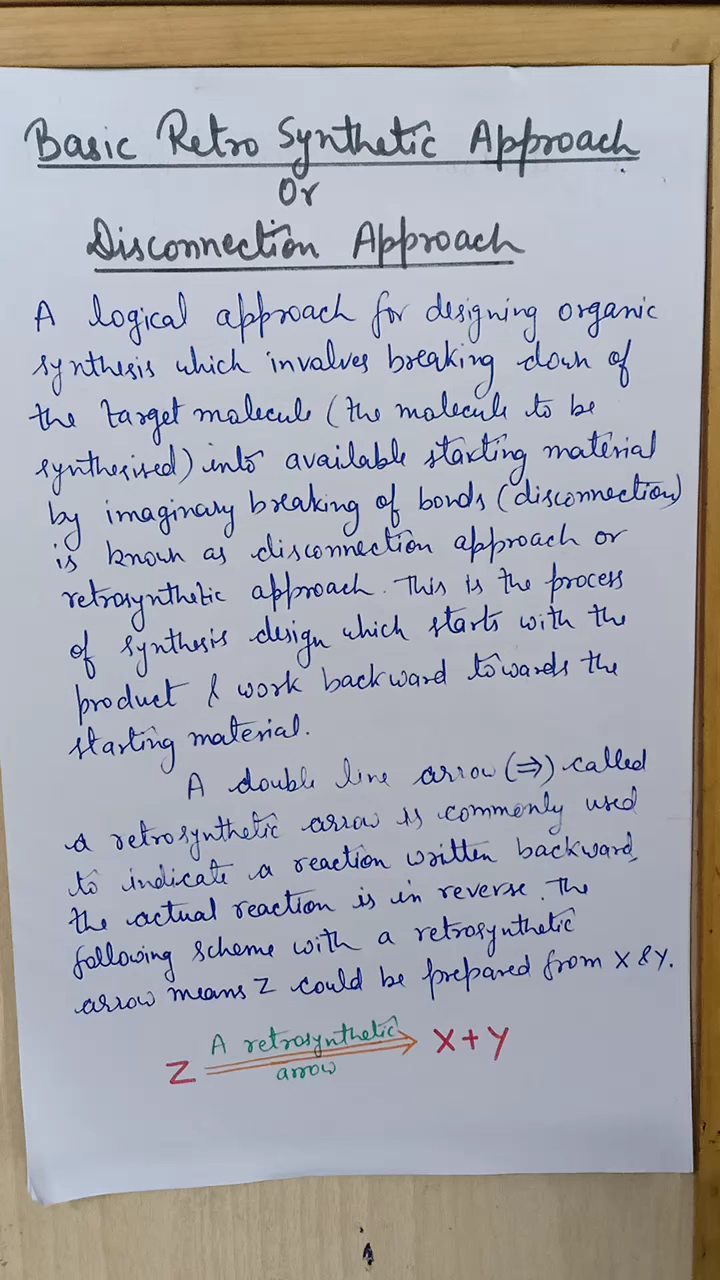 Basic Retro Synthetic Approach
Or
Disconnection Approach
A logical approach for designing organic
synthesis which involves breaking down of
the target molecule (the molecule to be
synthesised) into available starting material
by imaginary breaking of bonds (disconnection)
is known as disconnection approach or
retrosynthetic approach. This is the process
of synthesis design which starts with the
product & work backward towards the
starting material.
A double line arrow (⇒) called
a retrosynthetic arrow is commonly used
to indicate a reaction written backward,
the actual reaction is in reverse. The
following scheme with a retrosynthetic
arrow means Z could be prepared from X & Y.
A retrosynthetic
Z ⇒ X + Y
arrow